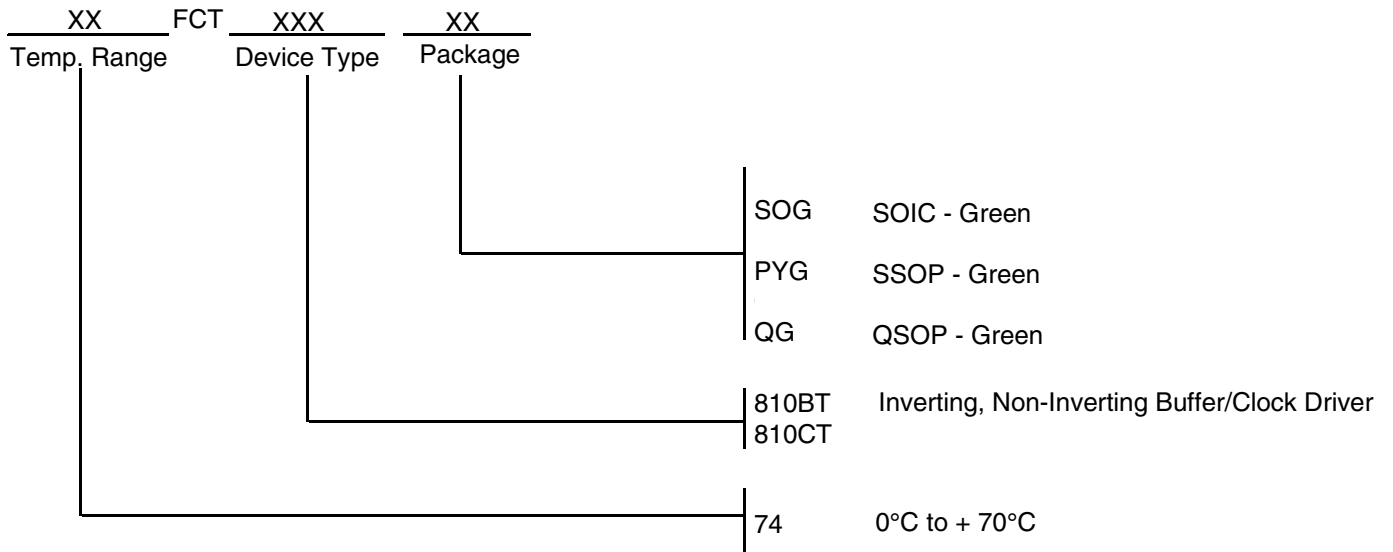 XX FCT XXX XX
Temp. Range Device Type Package
SOG SOIC - Green
PYG SSOP - Green
QG QSOP - Green
810BT Inverting, Non-Inverting Buffer/Clock Driver
810CT
74 0°C to + 70°C